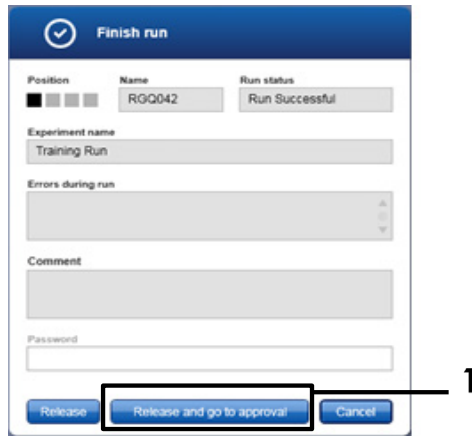 Finish run
Position Name Run status
RGQ042 Run Successful
Experiment name
Training Run
Errors during run
Comment
Password
Release Release and go to approval Cancel
1